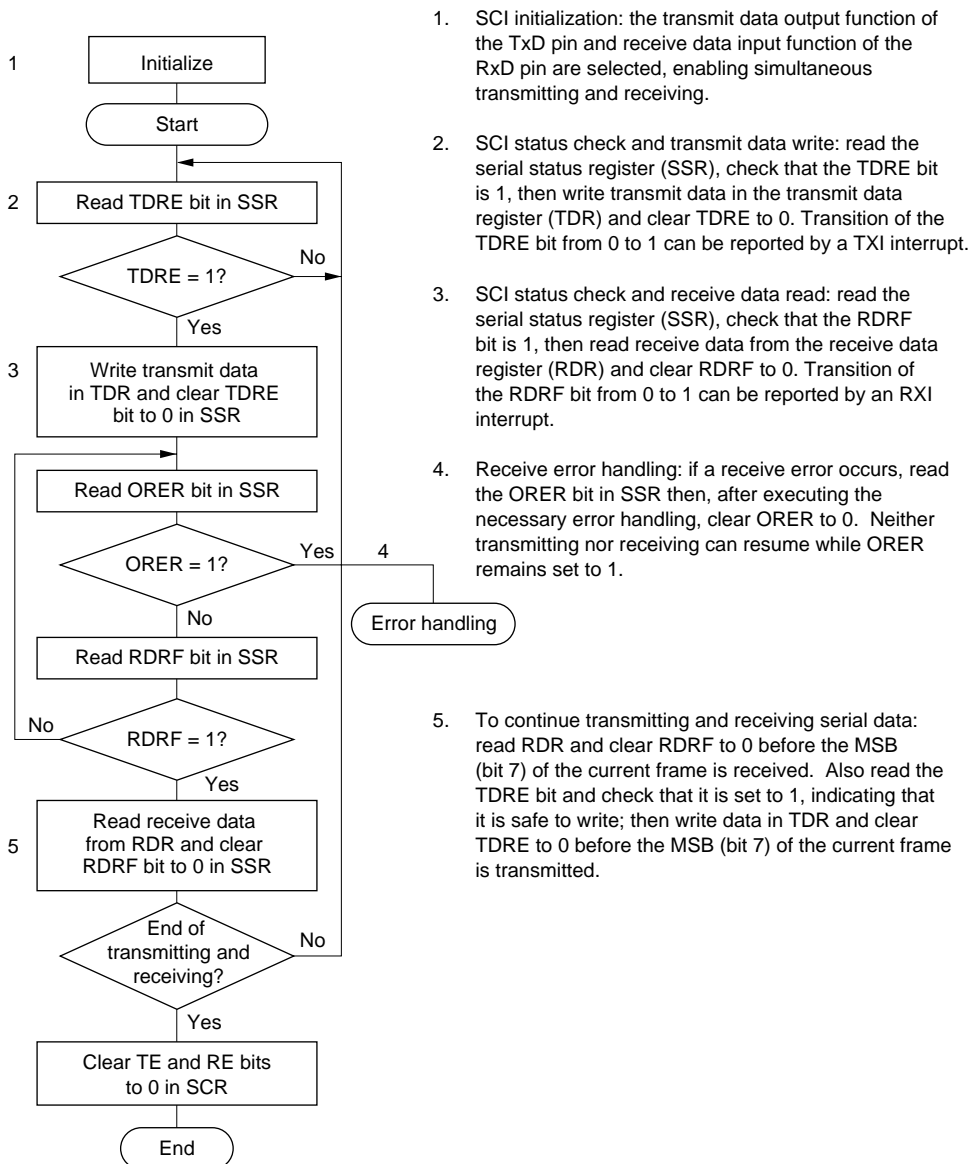 1
Initialize
Start
2
Read TDRE bit in SSR
TDRE = 1?
No
Yes
3
Write transmit data
in TDR and clear TDRE
bit to 0 in SSR
Read ORER bit in SSR
ORER = 1?
Yes
4
Error handling
No
Read RDRF bit in SSR
No
RDRF = 1?
Yes
5
Read receive data
from RDR and clear
RDRF bit to 0 in SSR
End of
transmitting and
receiving?
No
Yes
Clear TE and RE bits
to 0 in SCR
End
1. SCI initialization: the transmit data output function of
the TxD pin and receive data input function of the
RxD pin are selected, enabling simultaneous
transmitting and receiving.
2. SCI status check and transmit data write: read the
serial status register (SSR), check that the TDRE bit
is 1, then write transmit data in the transmit data
register (TDR) and clear TDRE to 0. Transition of the
TDRE bit from 0 to 1 can be reported by a TXI interrupt.
3. SCI status check and receive data read: read the
serial status register (SSR), check that the RDRF
bit is 1, then read receive data from the receive data
register (RDR) and clear RDRF to 0. Transition of
the RDRF bit from 0 to 1 can be reported by an RXI
interrupt.
4. Receive error handling: if a receive error occurs, read
the ORER bit in SSR then, after executing the
necessary error handling, clear ORER to 0. Neither
transmitting nor receiving can resume while ORER
remains set to 1.
5. To continue transmitting and receiving serial data:
read RDR and clear RDRF to 0 before the MSB
(bit 7) of the current frame is received. Also read the
TDRE bit and check that it is set to 1, indicating that
it is safe to write; then write data in TDR and clear
TDRE to 0 before the MSB (bit 7) of the current frame
is transmitted.